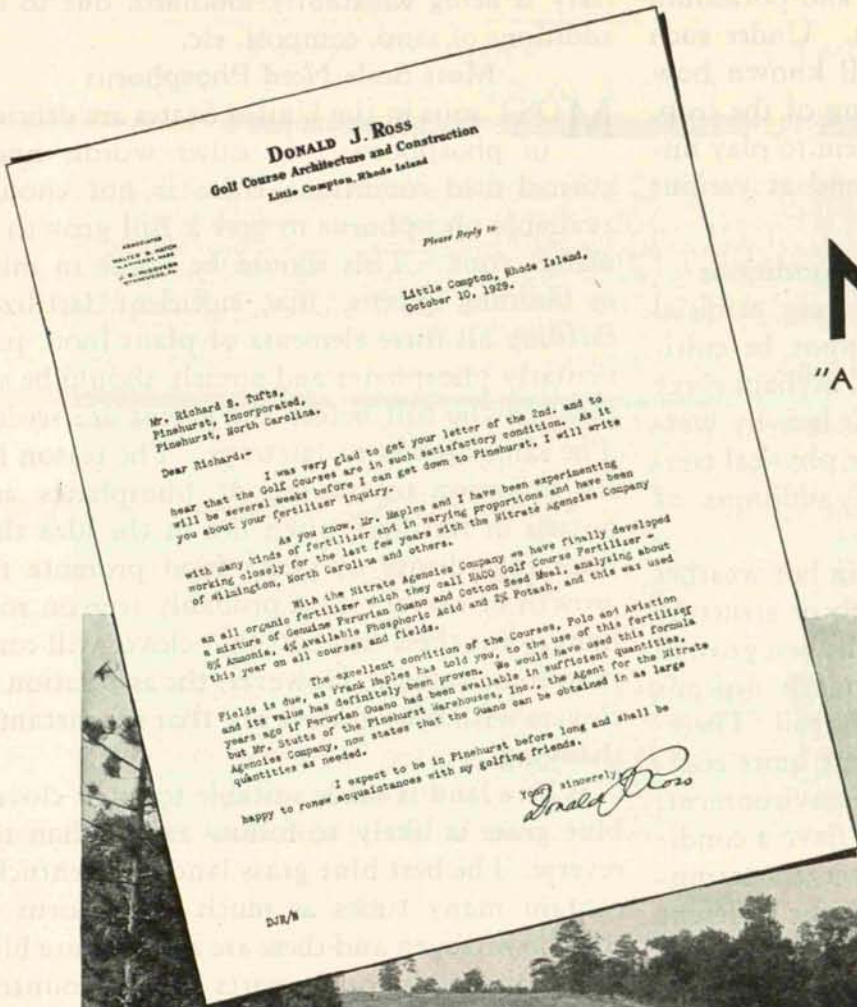 DONALD J. ROSS
Golf Course Architecture and Construction
Little Compton, Rhode Island
ASSOCIATES
WALTER B. HATCH
Please Reply to
Little Compton, Rhode Island,
October 10, 1929.
Mr. Richard S. Tufts,
Pinehurst, Incorporated,
Pinehurst, North Carolina.
Dear Richard:
I was very glad to get your letter of the 2nd. and to
hear that the Golf Courses are in such satisfactory condition. As it
will be several weeks before I can get down to Pinehurst, I will write
you about your fertilizer inquiry.
As you know, Mr. Maples and I have been experimenting
with many kinds of fertilizer and in varying proportions and have been
working closely for the last few years with the Nitrate Agencies Company
of Wilmington, North Carolina and others.
With the Nitrate Agencies Company we have finally developed
an all organic fertilizer which they call NACO Golf Course Fertilizer -
a mixture of Genuine Peruvian Guano and Cotton Seed Meal, analyzing about
8% Ammonia, 4% Available Phosphoric Acid and 2% Potash, and this was used
this year on all courses and fields.
The excellent condition of the Courses, Polo and Aviation
Fields is due, as Frank Maples has told you, to the use of this fertilizer
and its value has definitely been proven. We would have used this formula
years ago if Peruvian Guano had been available in sufficient quantities,
but Mr. Stutts of the Pinehurst Warehouses, Inc., the Agent for the Nitrate
Agencies Company, now states that the Guano can be obtained in as large
quantities as needed.
I expect to be in Pinehurst before long and shall be
happy to renew acquaintances with my golfing friends.
Yours sincerely,
Donald J Ross
DJR/W
N
"A